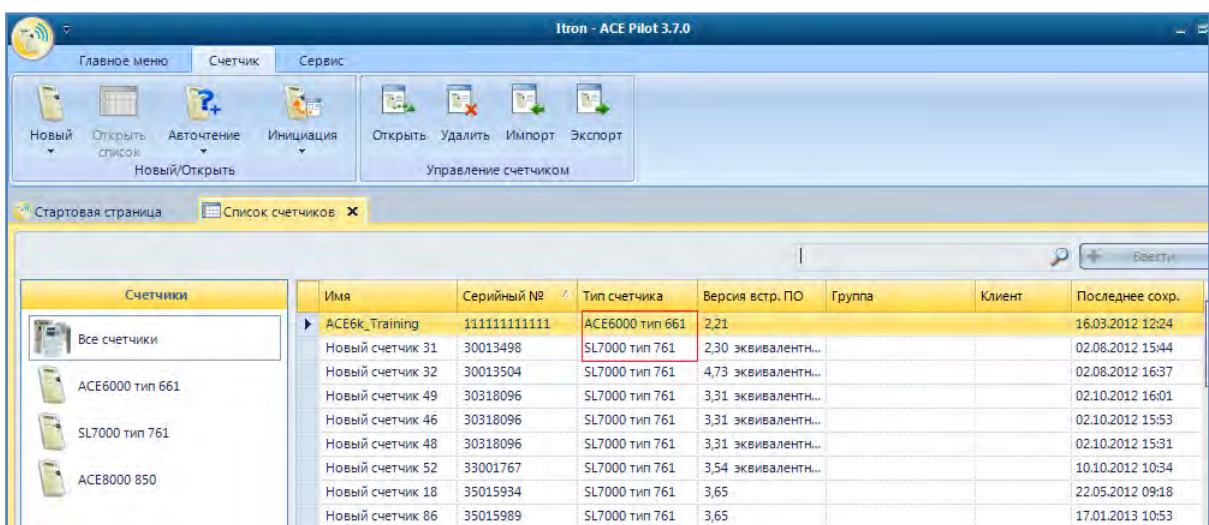 Itron - ACE Pilot 3.7.0
Главное меню Счетчик Сервис
Новый Открыть список Авточтение Инициация Открыть Удалить Импорт Экспорт
Новый/Открыть Управление счетчиком
Стартовая страница Список счетчиков X
Ввести
Счетчики
Все счетчики
ACE6000 тип 661
SL7000 тип 761
ACE8000 850
Имя Серийный № Тип счетчика Версия встр. ПО Группа Клиент Последнее сохр.
ACE6k_Training 111111111111 ACE6000 тип 661 2,21 16.03.2012 12:24
Новый счетчик 31 30013498 SL7000 тип 761 2,30 эквивалентн... 02.08.2012 15:44
Новый счетчик 32 30013504 SL7000 тип 761 4,73 эквивалентн... 02.08.2012 16:37
Новый счетчик 49 30318096 SL7000 тип 761 3,31 эквивалентн... 02.10.2012 16:01
Новый счетчик 46 30318096 SL7000 тип 761 3,31 эквивалентн... 02.10.2012 15:53
Новый счетчик 48 30318096 SL7000 тип 761 3,31 эквивалентн... 02.10.2012 15:31
Новый счетчик 52 33001767 SL7000 тип 761 3,54 эквивалентн... 10.10.2012 10:34
Новый счетчик 18 35015934 SL7000 тип 761 3,65 22.05.2012 09:18
Новый счетчик 86 35015989 SL7000 тип 761 3,65 17.01.2013 10:53